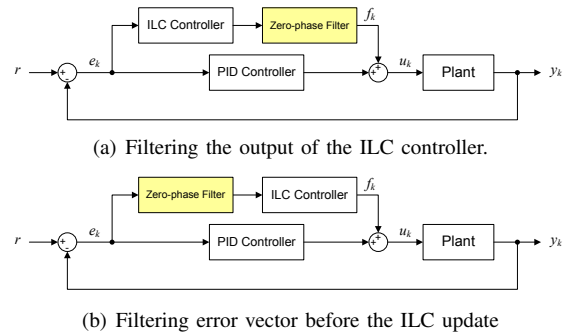 ILC Controller
Zero-phase Filter
f_k
r
+
-
e_k
PID Controller
+
+
u_k
Plant
y_k
(a) Filtering the output of the ILC controller.
Zero-phase Filter
ILC Controller
f_k
r
+
-
e_k
PID Controller
+
+
u_k
Plant
y_k
(b) Filtering error vector before the ILC update